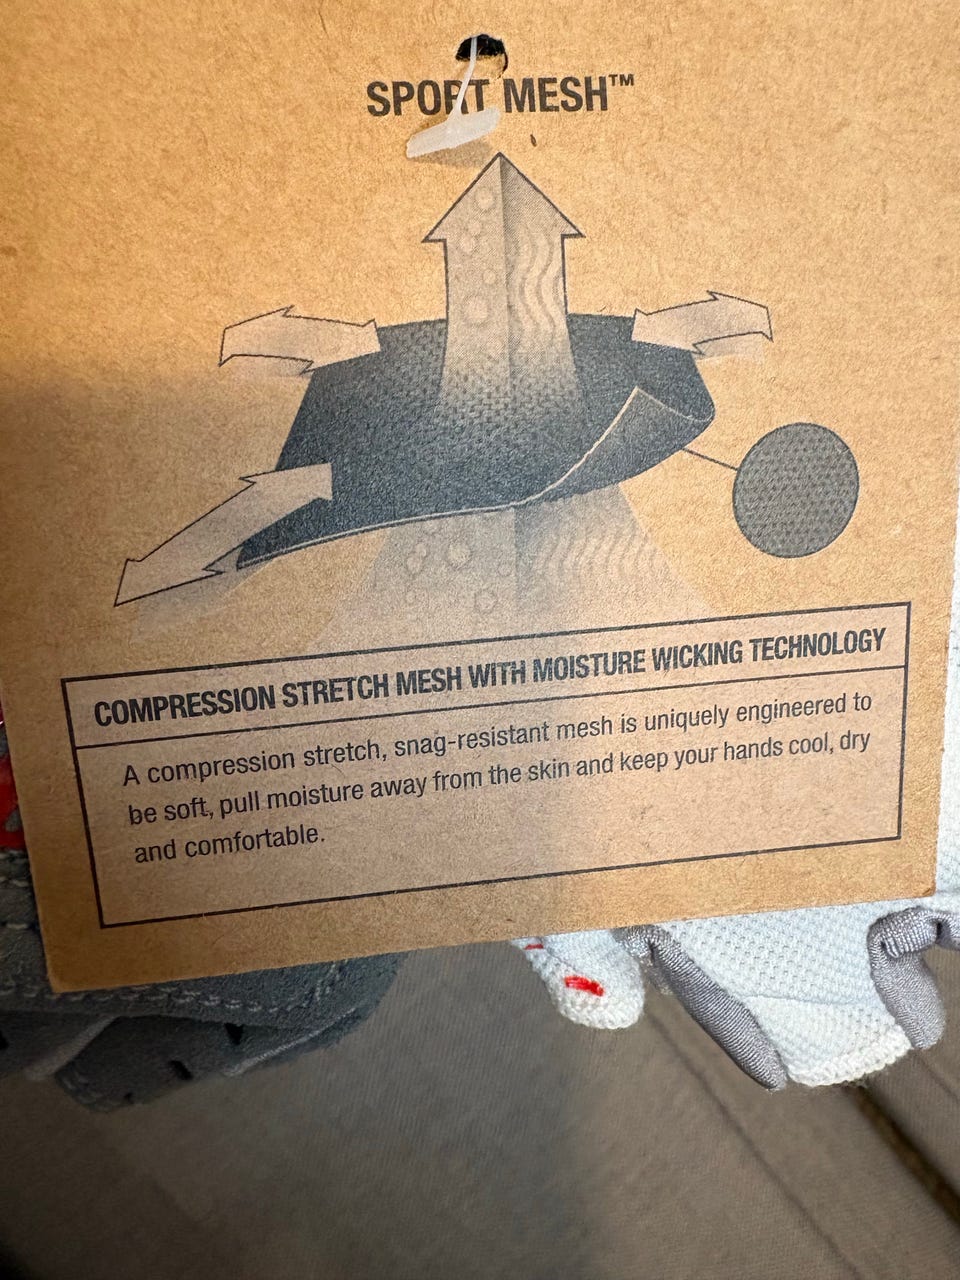 SPORT MESH™
COMPRESSION STRETCH MESH WITH MOISTURE WICKING TECHNOLOGY
A compression stretch, snag-resistant mesh is uniquely engineered to
be soft, pull moisture away from the skin and keep your hands cool, dry
and comfortable.